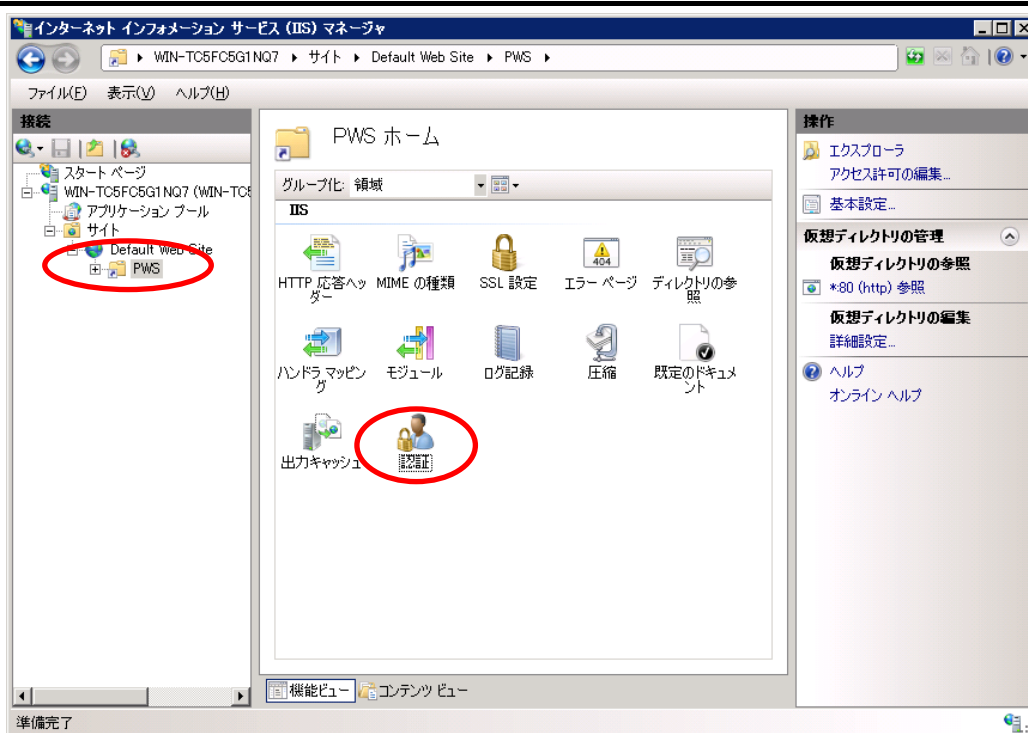 インターネット インフォメーション サービス (IIS) マネージャ
WIN-TC5FC5G1NQ7 サイト Default Web Site PWS
ファイル(F) 表示(V) ヘルプ(H)
接続
スタート ページ
WIN-TC5FC5G1NQ7 (WIN-TC5
アプリケーション プール
サイト
Default Web Site
PWS
PWS ホーム
グループ化: 領域
IIS
HTTP 応答ヘッ
ダー
MIME の種類
SSL 設定
404
エラー ページ
ディレクトリの参
照
ハンドラ マッピン
グ
モジュール
ログ記録
圧縮
既定のドキュメ
ント
出力キャッシュ
認証
機能ビュー コンテンツ ビュー
操作
エクスプローラ
アクセス許可の編集...
基本設定...
仮想ディレクトリの管理
仮想ディレクトリの参照
*:80 (http) 参照
仮想ディレクトリの編集
詳細設定...
ヘルプ
オンライン ヘルプ
準備完了